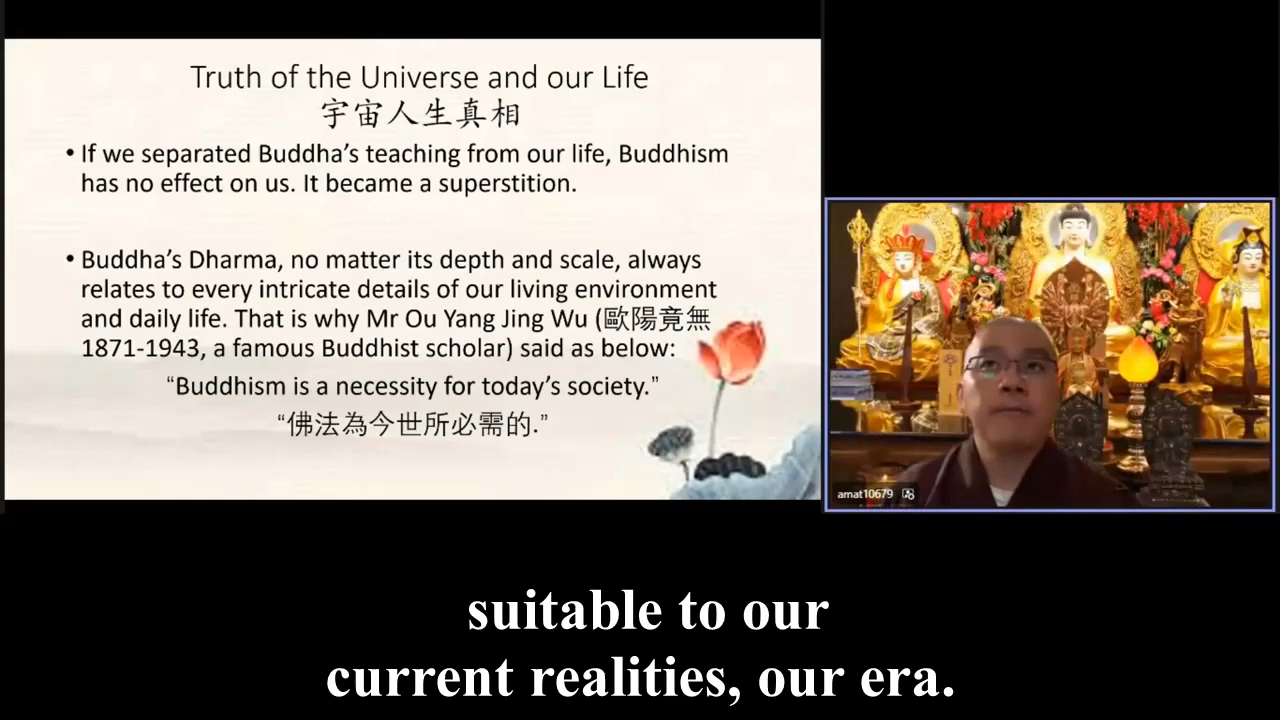 Truth of the Universe and our Life
宇宙人生真相
• If we separated Buddha's teaching from our life, Buddhism
has no effect on us. It became a superstition.
• Buddha's Dharma, no matter its depth and scale, always
relates to every intricate details of our living environment
and daily life. That is why Mr Ou Yang Jing Wu (歐陽竟無
1871-1943, a famous Buddhist scholar) said as below:
“Buddhism is a necessity for today's society.”
“佛法為今世所必需的.”
amat10679
suitable to our
current realities, our era.